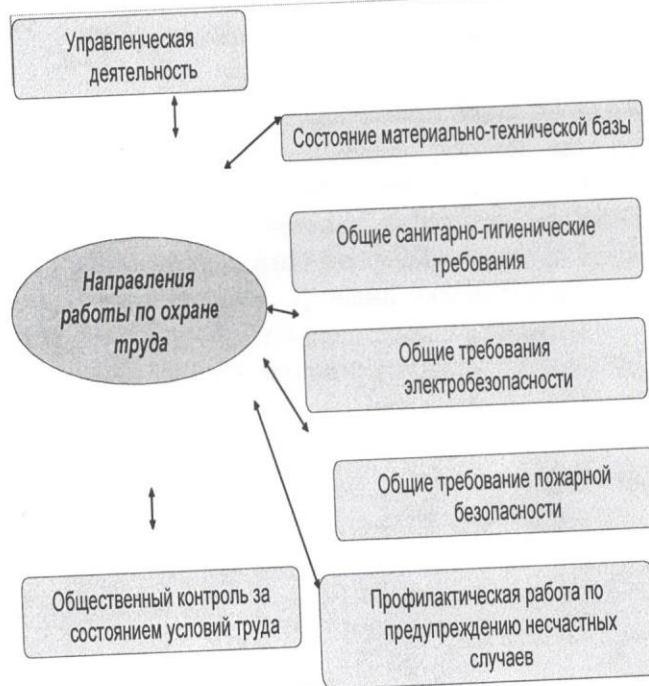 Управленческая
деятельность
Состояние материально-технической базы
Общие санитарно-гигиенические
требования
Направления
работы по охране
труда
Общие требования
электробезопасности
Общие требование пожарной
безопасности
Общественный контроль за
состоянием условий труда
Профилактическая работа по
предупреждению несчастных
случаев